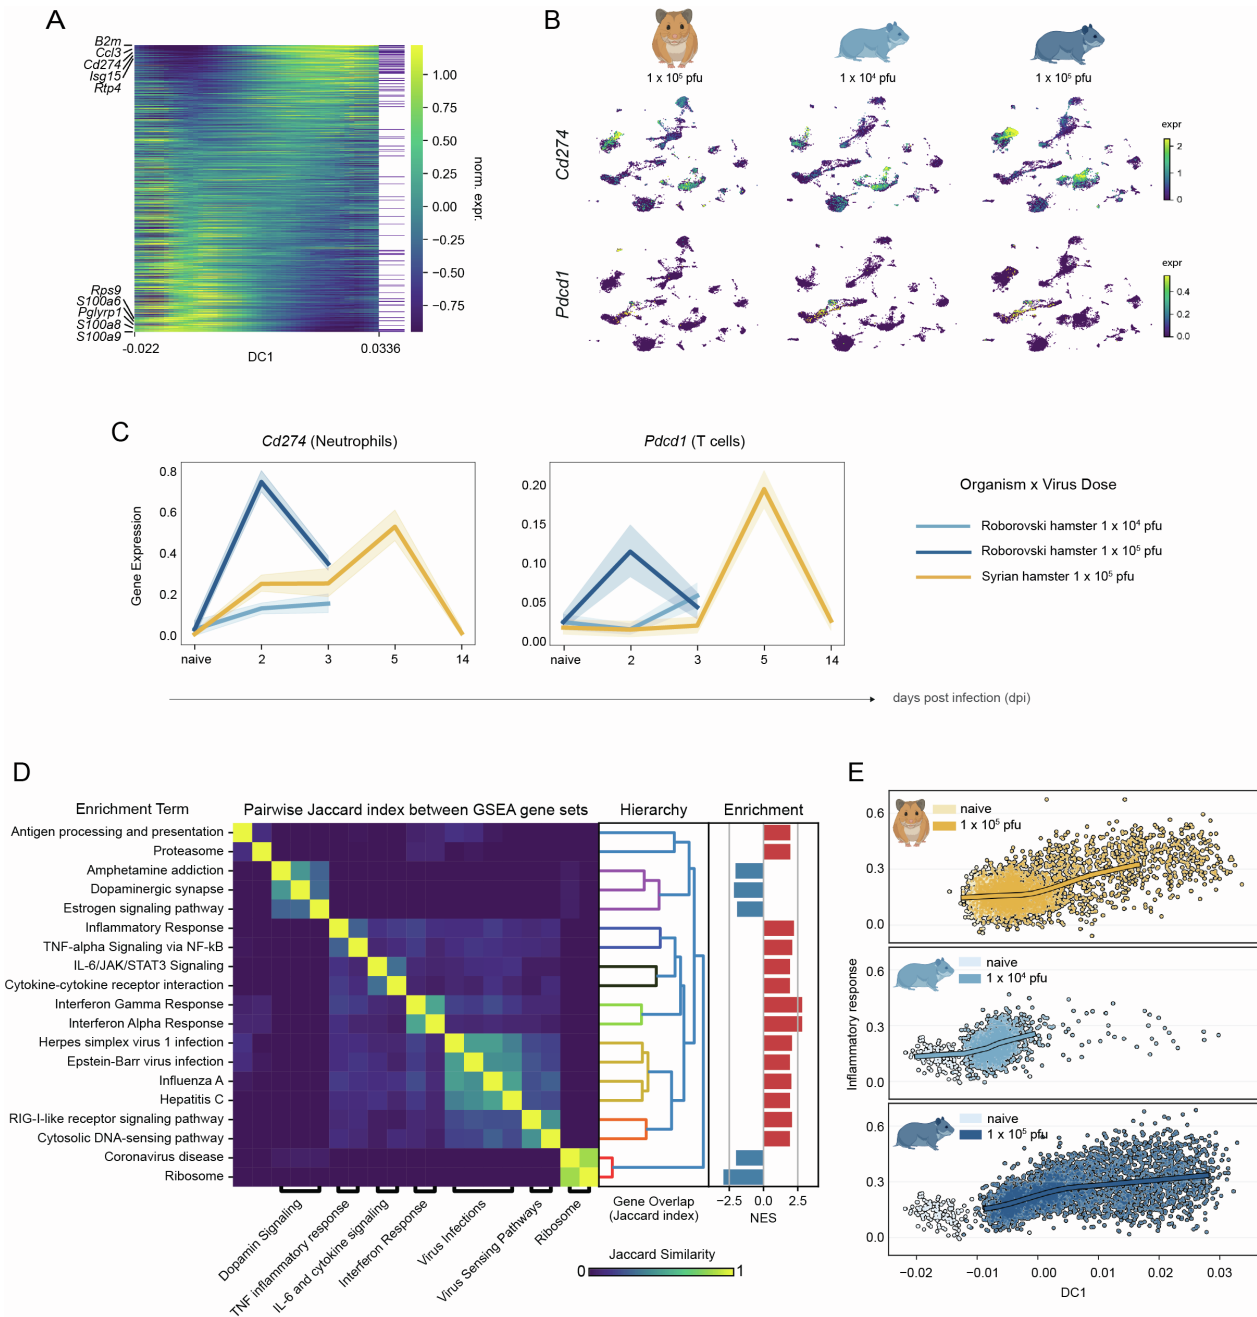 A
B2m
Ccl3
Cd274
Isg15
Rtp4
Rps9
S100a6
Pglyrp1
S100a8
S100a9
-0.022
0.0336
DC1
1.00
0.75
0.50
0.25
0.00
−0.25
−0.50
−0.75
norm. expr.
B
1 x 10⁵ pfu
1 x 10⁴ pfu
1 x 10⁵ pfu
Cd274
expr
2
1
0
Pdcd1
expr
0.4
0.2
0.0
C
Cd274 (Neutrophils)
Gene Expression
0.8
0.6
0.4
0.2
0.0
naive
2
3
5
14
Pdcd1 (T cells)
0.20
0.15
0.10
0.05
0.00
naive
2
3
5
14
Organism x Virus Dose
Roborovski hamster 1 x 10⁴ pfu
Roborovski hamster 1 x 10⁵ pfu
Syrian hamster 1 x 10⁵ pfu
days post infection (dpi)
D
Enrichment Term
Pairwise Jaccard index between GSEA gene sets
Hierarchy
Enrichment
Antigen processing and presentation
Proteasome
Amphetamine addiction
Dopaminergic synapse
Estrogen signaling pathway
Inflammatory Response
TNF-alpha Signaling via NF-kB
IL-6/JAK/STAT3 Signaling
Cytokine-cytokine receptor interaction
Interferon Gamma Response
Interferon Alpha Response
Herpes simplex virus 1 infection
Epstein-Barr virus infection
Influenza A
Hepatitis C
RIG-I-like receptor signaling pathway
Cytosolic DNA-sensing pathway
Coronavirus disease
Ribosome
Dopamin Signaling
TNF inflammatory response
IL-6 and cytokine signaling
Interferon Response
Virus Infections
Virus Sensing Pathways
Ribosome
Gene Overlap
(Jaccard index)
−2.5
0.0
2.5
NES
Jaccard Similarity
0
1
E
Inflammatory response
0.6
0.3
0.0
naive
1 x 10⁵ pfu
0.6
0.3
0.0
naive
1 x 10⁴ pfu
0.6
0.3
0.0
naive
1 x 10⁵ pfu
−0.02
−0.01
0.00
0.01
0.02
0.03
DC1